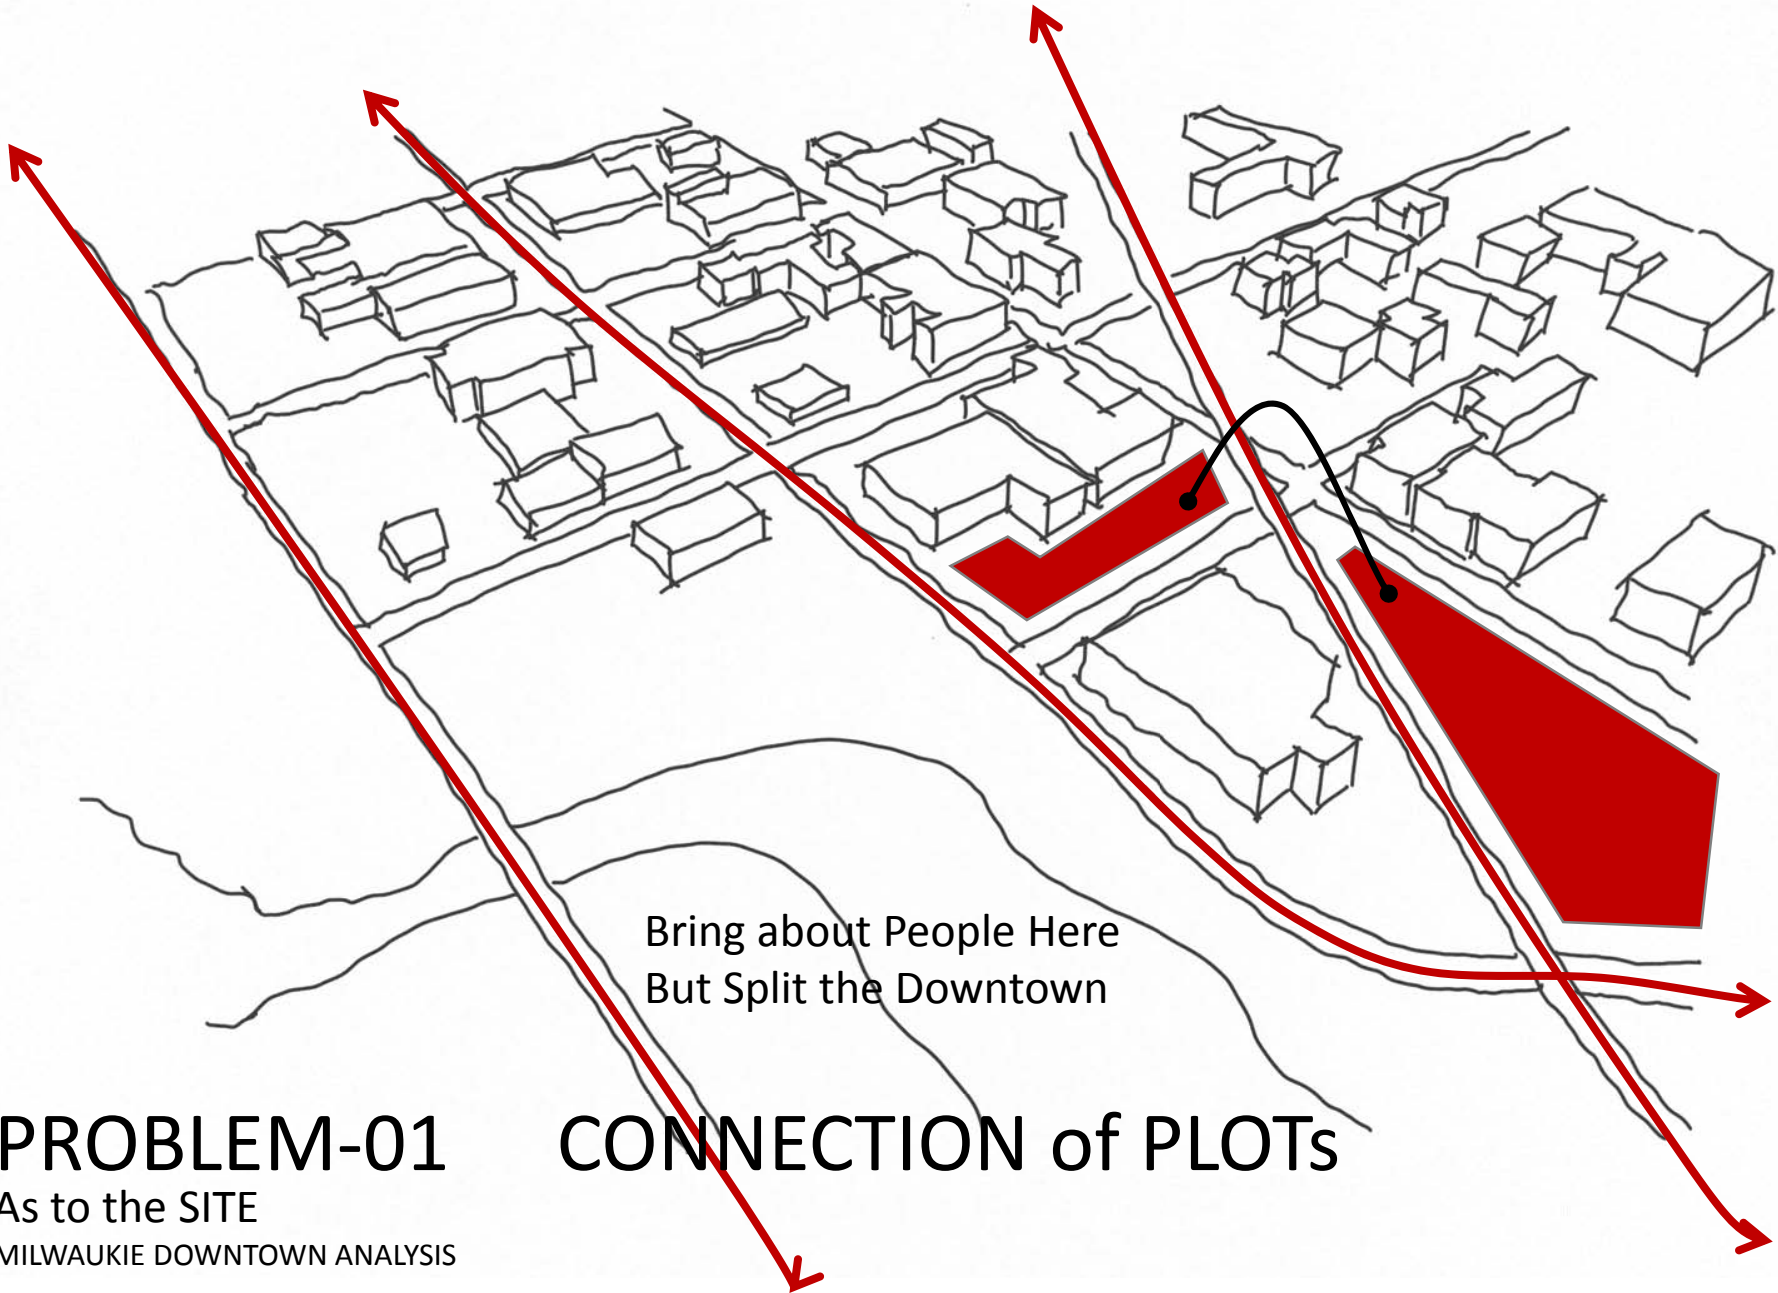 Bring about People Here
But Split the Downtown
PROBLEM-01 CONNECTION of PLOTs
As to the SITE
MILWAUKIE DOWNTOWN ANALYSIS